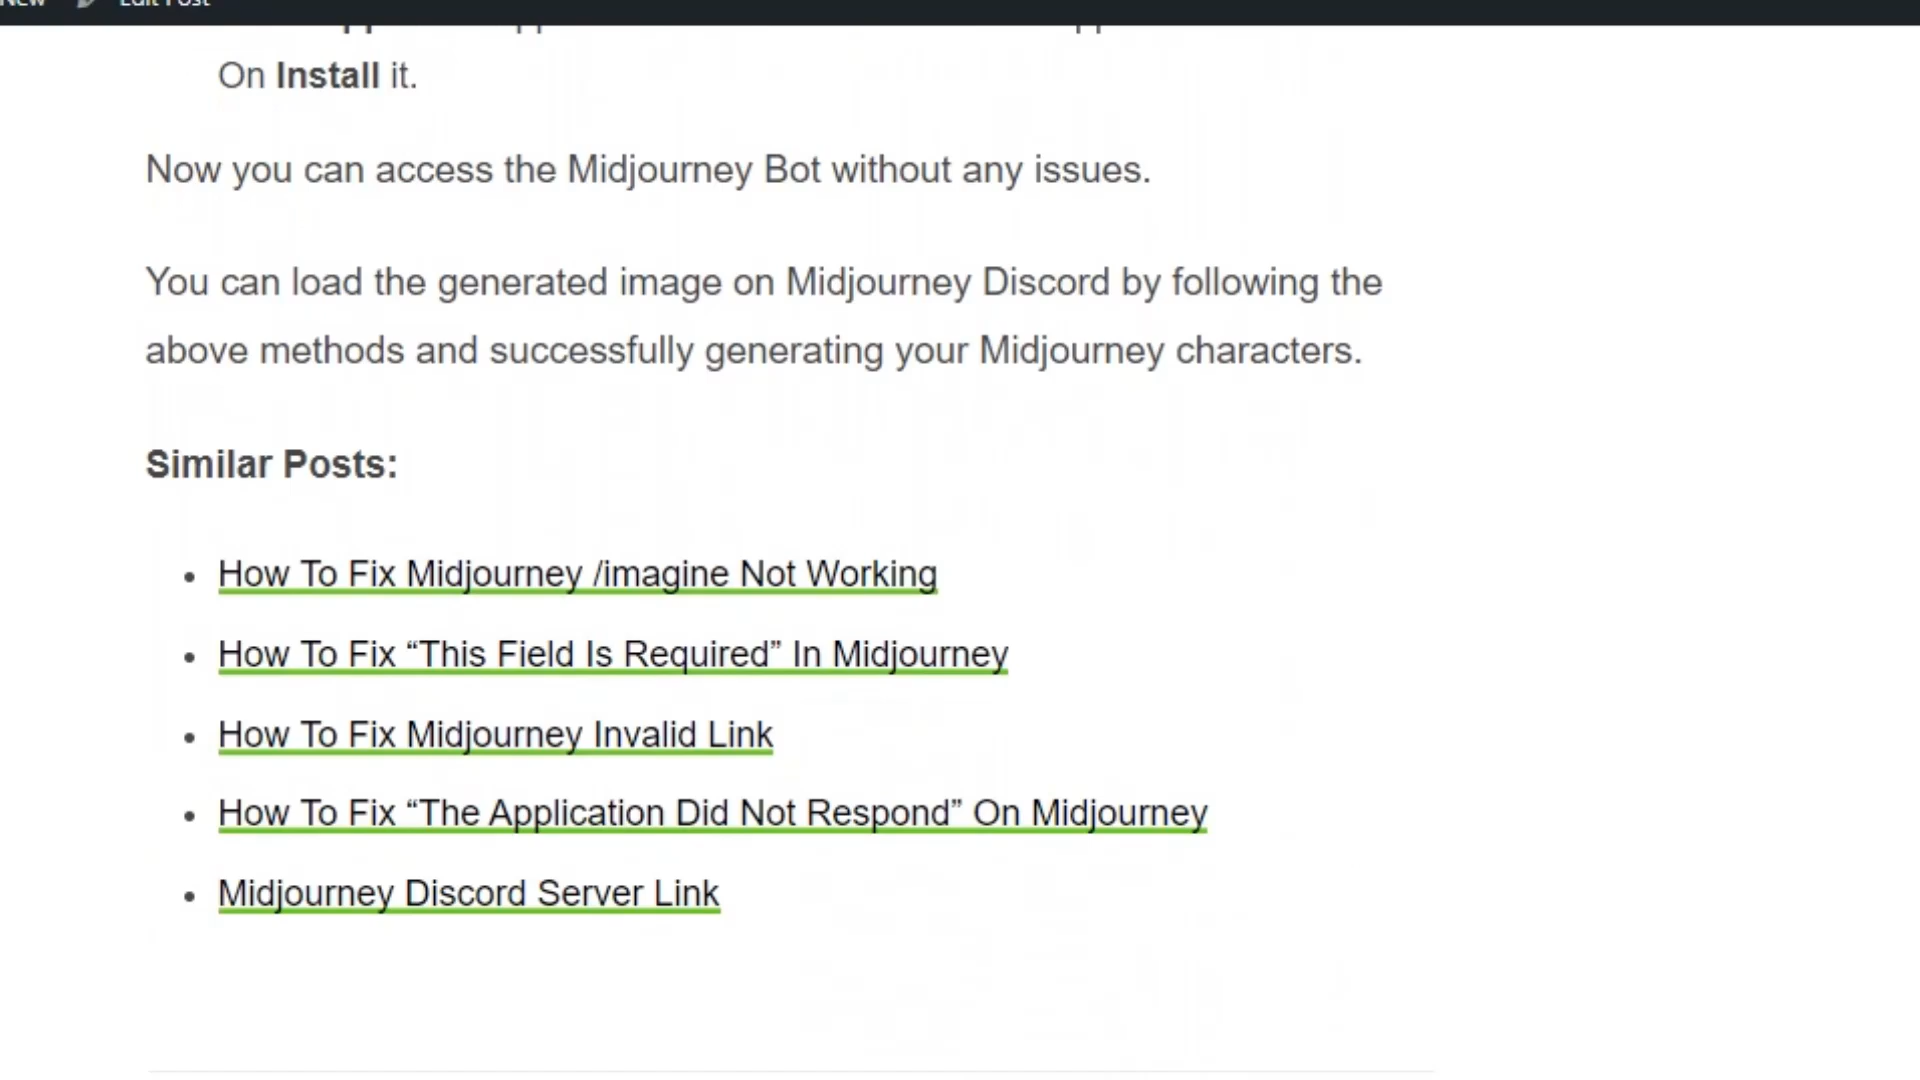 New Edit Post
On Install it.
Now you can access the Midjourney Bot without any issues.
You can load the generated image on Midjourney Discord by following the
above methods and successfully generating your Midjourney characters.
Similar Posts:
• How To Fix Midjourney /imagine Not Working
• How To Fix “This Field Is Required” In Midjourney
• How To Fix Midjourney Invalid Link
• How To Fix “The Application Did Not Respond” On Midjourney
• Midjourney Discord Server Link